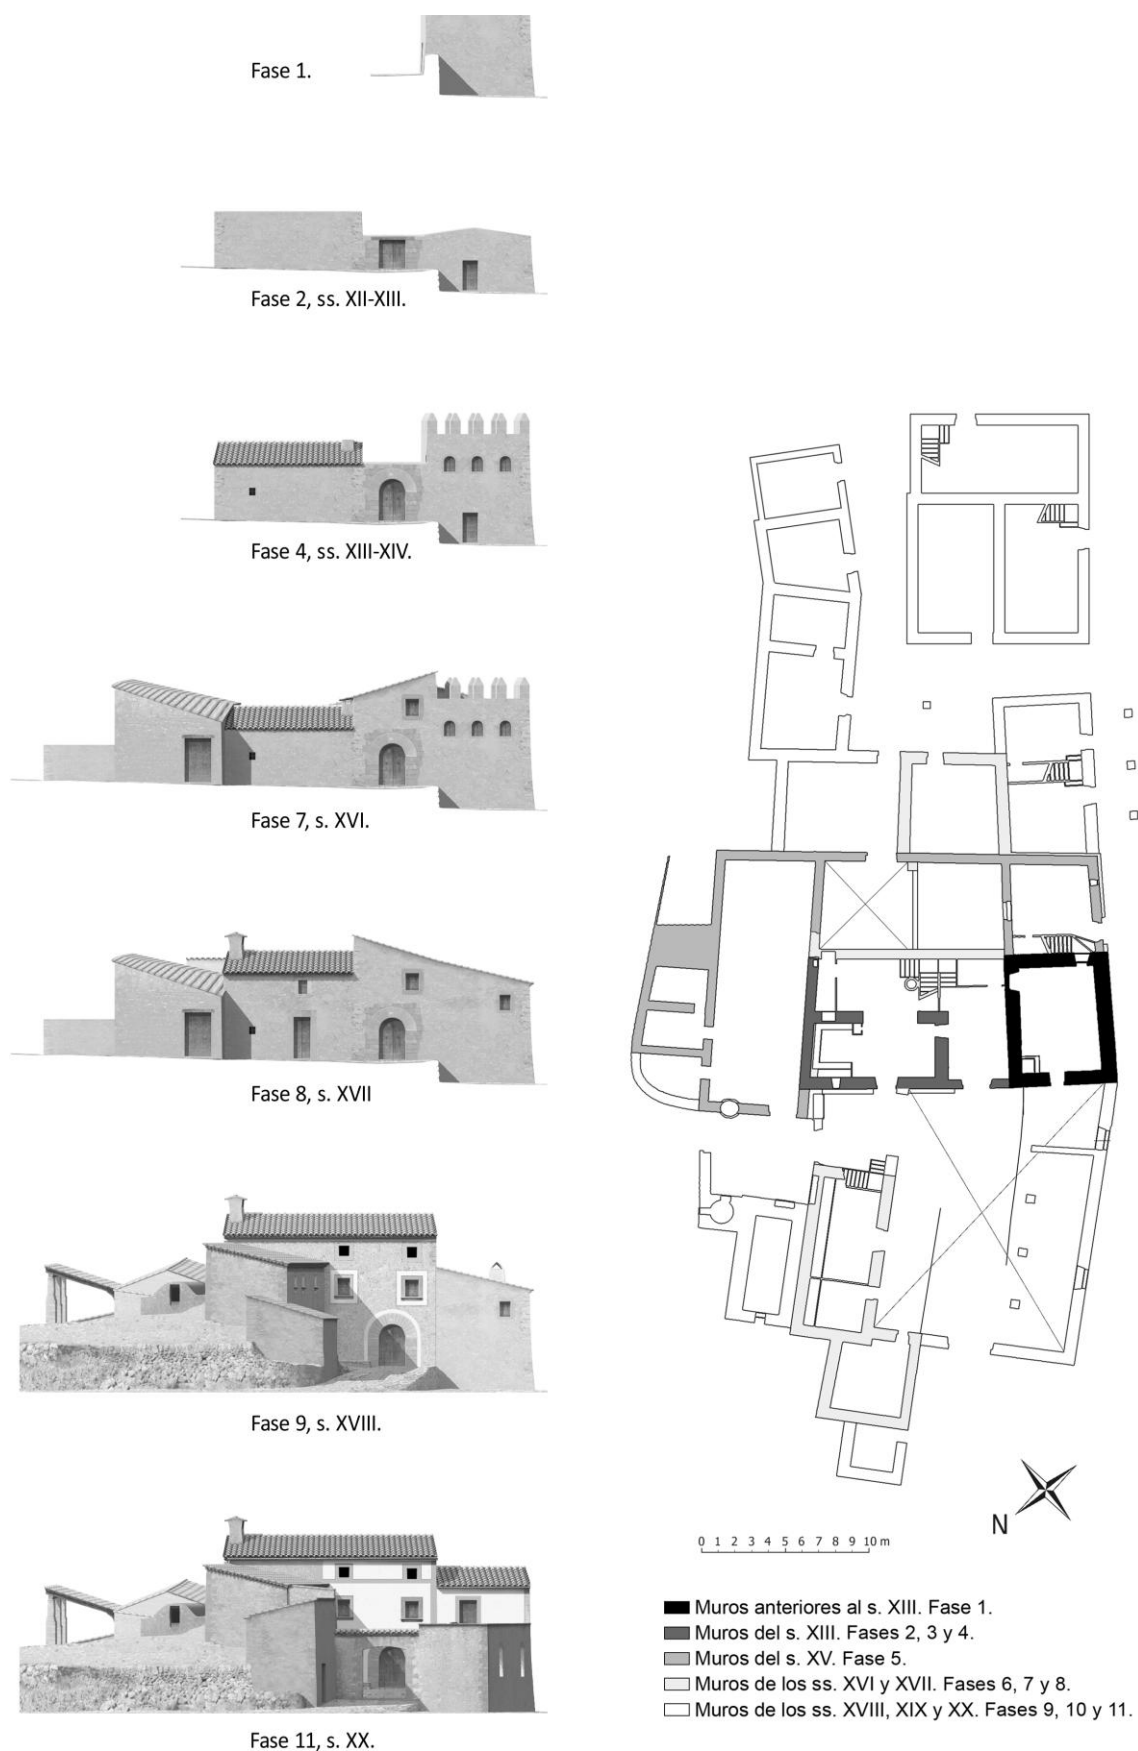 Fase 1.
Fase 2, ss. XII-XIII.
Fase 4, ss. XIII-XIV.
Fase 7, s. XVI.
Fase 8, s. XVII
Fase 9, s. XVIII.
Fase 11, s. XX.
N
0 1 2 3 4 5 6 7 8 9 10 m
Muros anteriores al s. XIII. Fase 1.
Muros del s. XIII. Fases 2, 3 y 4.
Muros del s. XV. Fase 5.
Muros de los ss. XVI y XVII. Fases 6, 7 y 8.
Muros de los ss. XVIII, XIX y XX. Fases 9, 10 y 11.